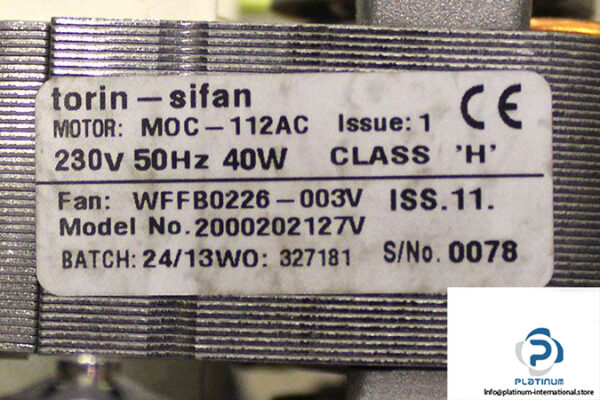 torin-sifan
MOTOR: MOC-112AC Issue: 1 CE
230V 50Hz 40W CLASS 'H'
Fan: WFFB0226-003V ISS.11.
Model No.2000202127V
BATCH: 24/13WO: 327181 S/No. 0078
PLATINUM
Info@platinum-international.store